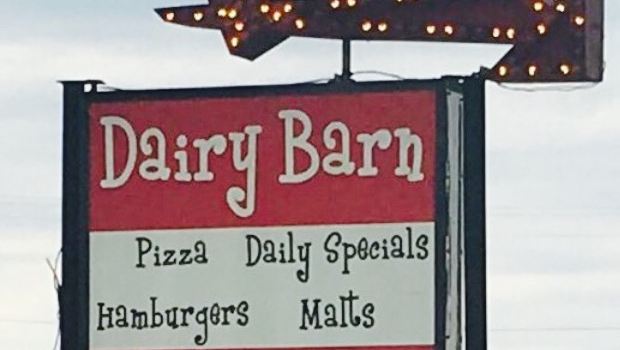 Dairy Barn
Pizza Daily Specials
Hamburgers Malts